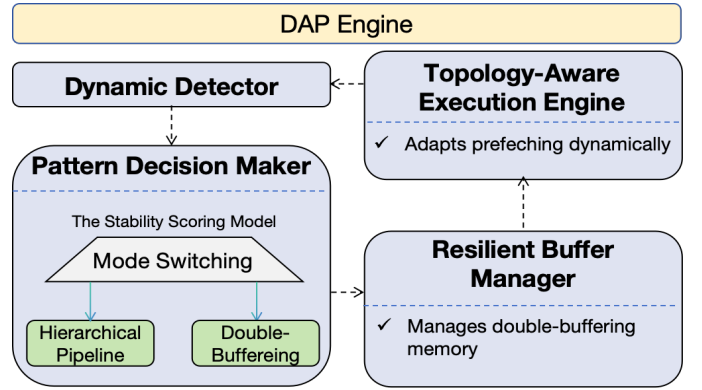 DAP Engine
Dynamic Detector
Pattern Decision Maker
The Stability Scoring Model
Mode Switching
Hierarchical
Pipeline
Double-
Buffereing
Topology-Aware
Execution Engine
✓ Adapts prefeching dynamically
Resilient Buffer
Manager
✓ Manages double-buffering
memory